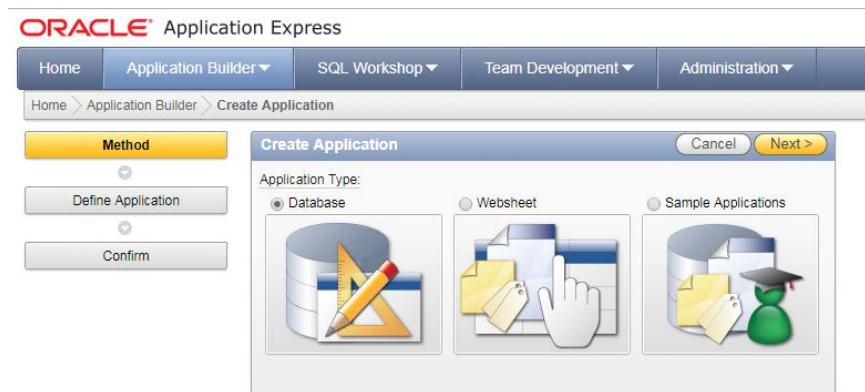 ORACLE Application Express
Home Application Builder SQL Workshop Team Development Administration
Home Application Builder Create Application
Method
Define Application
Confirm
Create Application Cancel Next >
Application Type:
Database Websheet Sample Applications